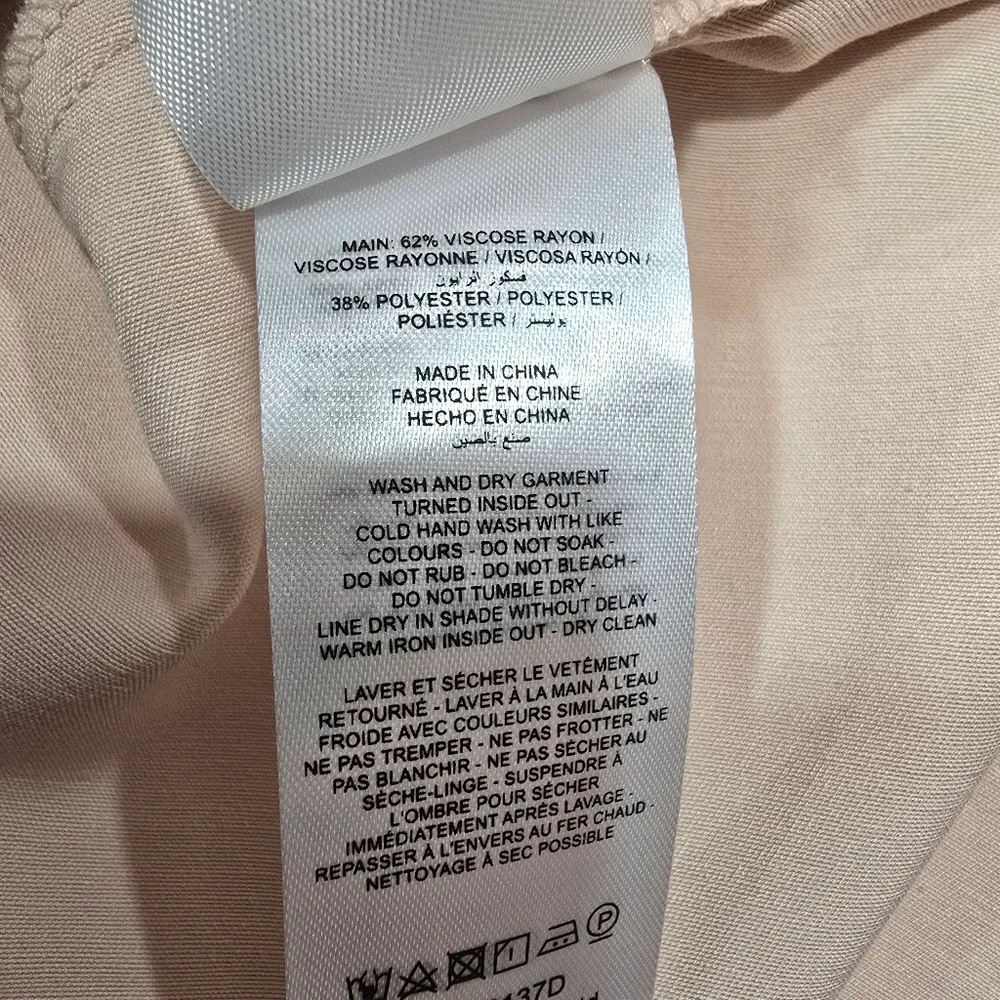 MAIN: 62% VISCOSE RAYON /
VISCOSE RAYONNE / VISCOSA RAYÓN /
فسكوز الرايون
38% POLYESTER / POLYESTER /
POLIÉSTER / بوليستر
MADE IN CHINA
FABRIQUÉ EN CHINE
HECHO EN CHINA
صنع بالصين
WASH AND DRY GARMENT
TURNED INSIDE OUT -
COLD HAND WASH WITH LIKE
COLOURS - DO NOT SOAK -
DO NOT RUB - DO NOT BLEACH -
DO NOT TUMBLE DRY -
LINE DRY IN SHADE WITHOUT DELAY -
WARM IRON INSIDE OUT - DRY CLEAN
LAVER ET SÉCHER LE VETÊMENT
RETOURNÉ - LAVER À LA MAIN À L'EAU
FROIDE AVEC COULEURS SIMILAIRES -
NE PAS TREMPER - NE PAS FROTTER - NE
PAS BLANCHIR - NE PAS SÉCHER AU
SÈCHE-LINGE - SUSPENDRE À
L'OMBRE POUR SÉCHER
IMMÉDIATEMENT APRÈS LAVAGE -
REPASSER À L'ENVERS AU FER CHAUD -
NETTOYAGE À SEC POSSIBLE
P
137D